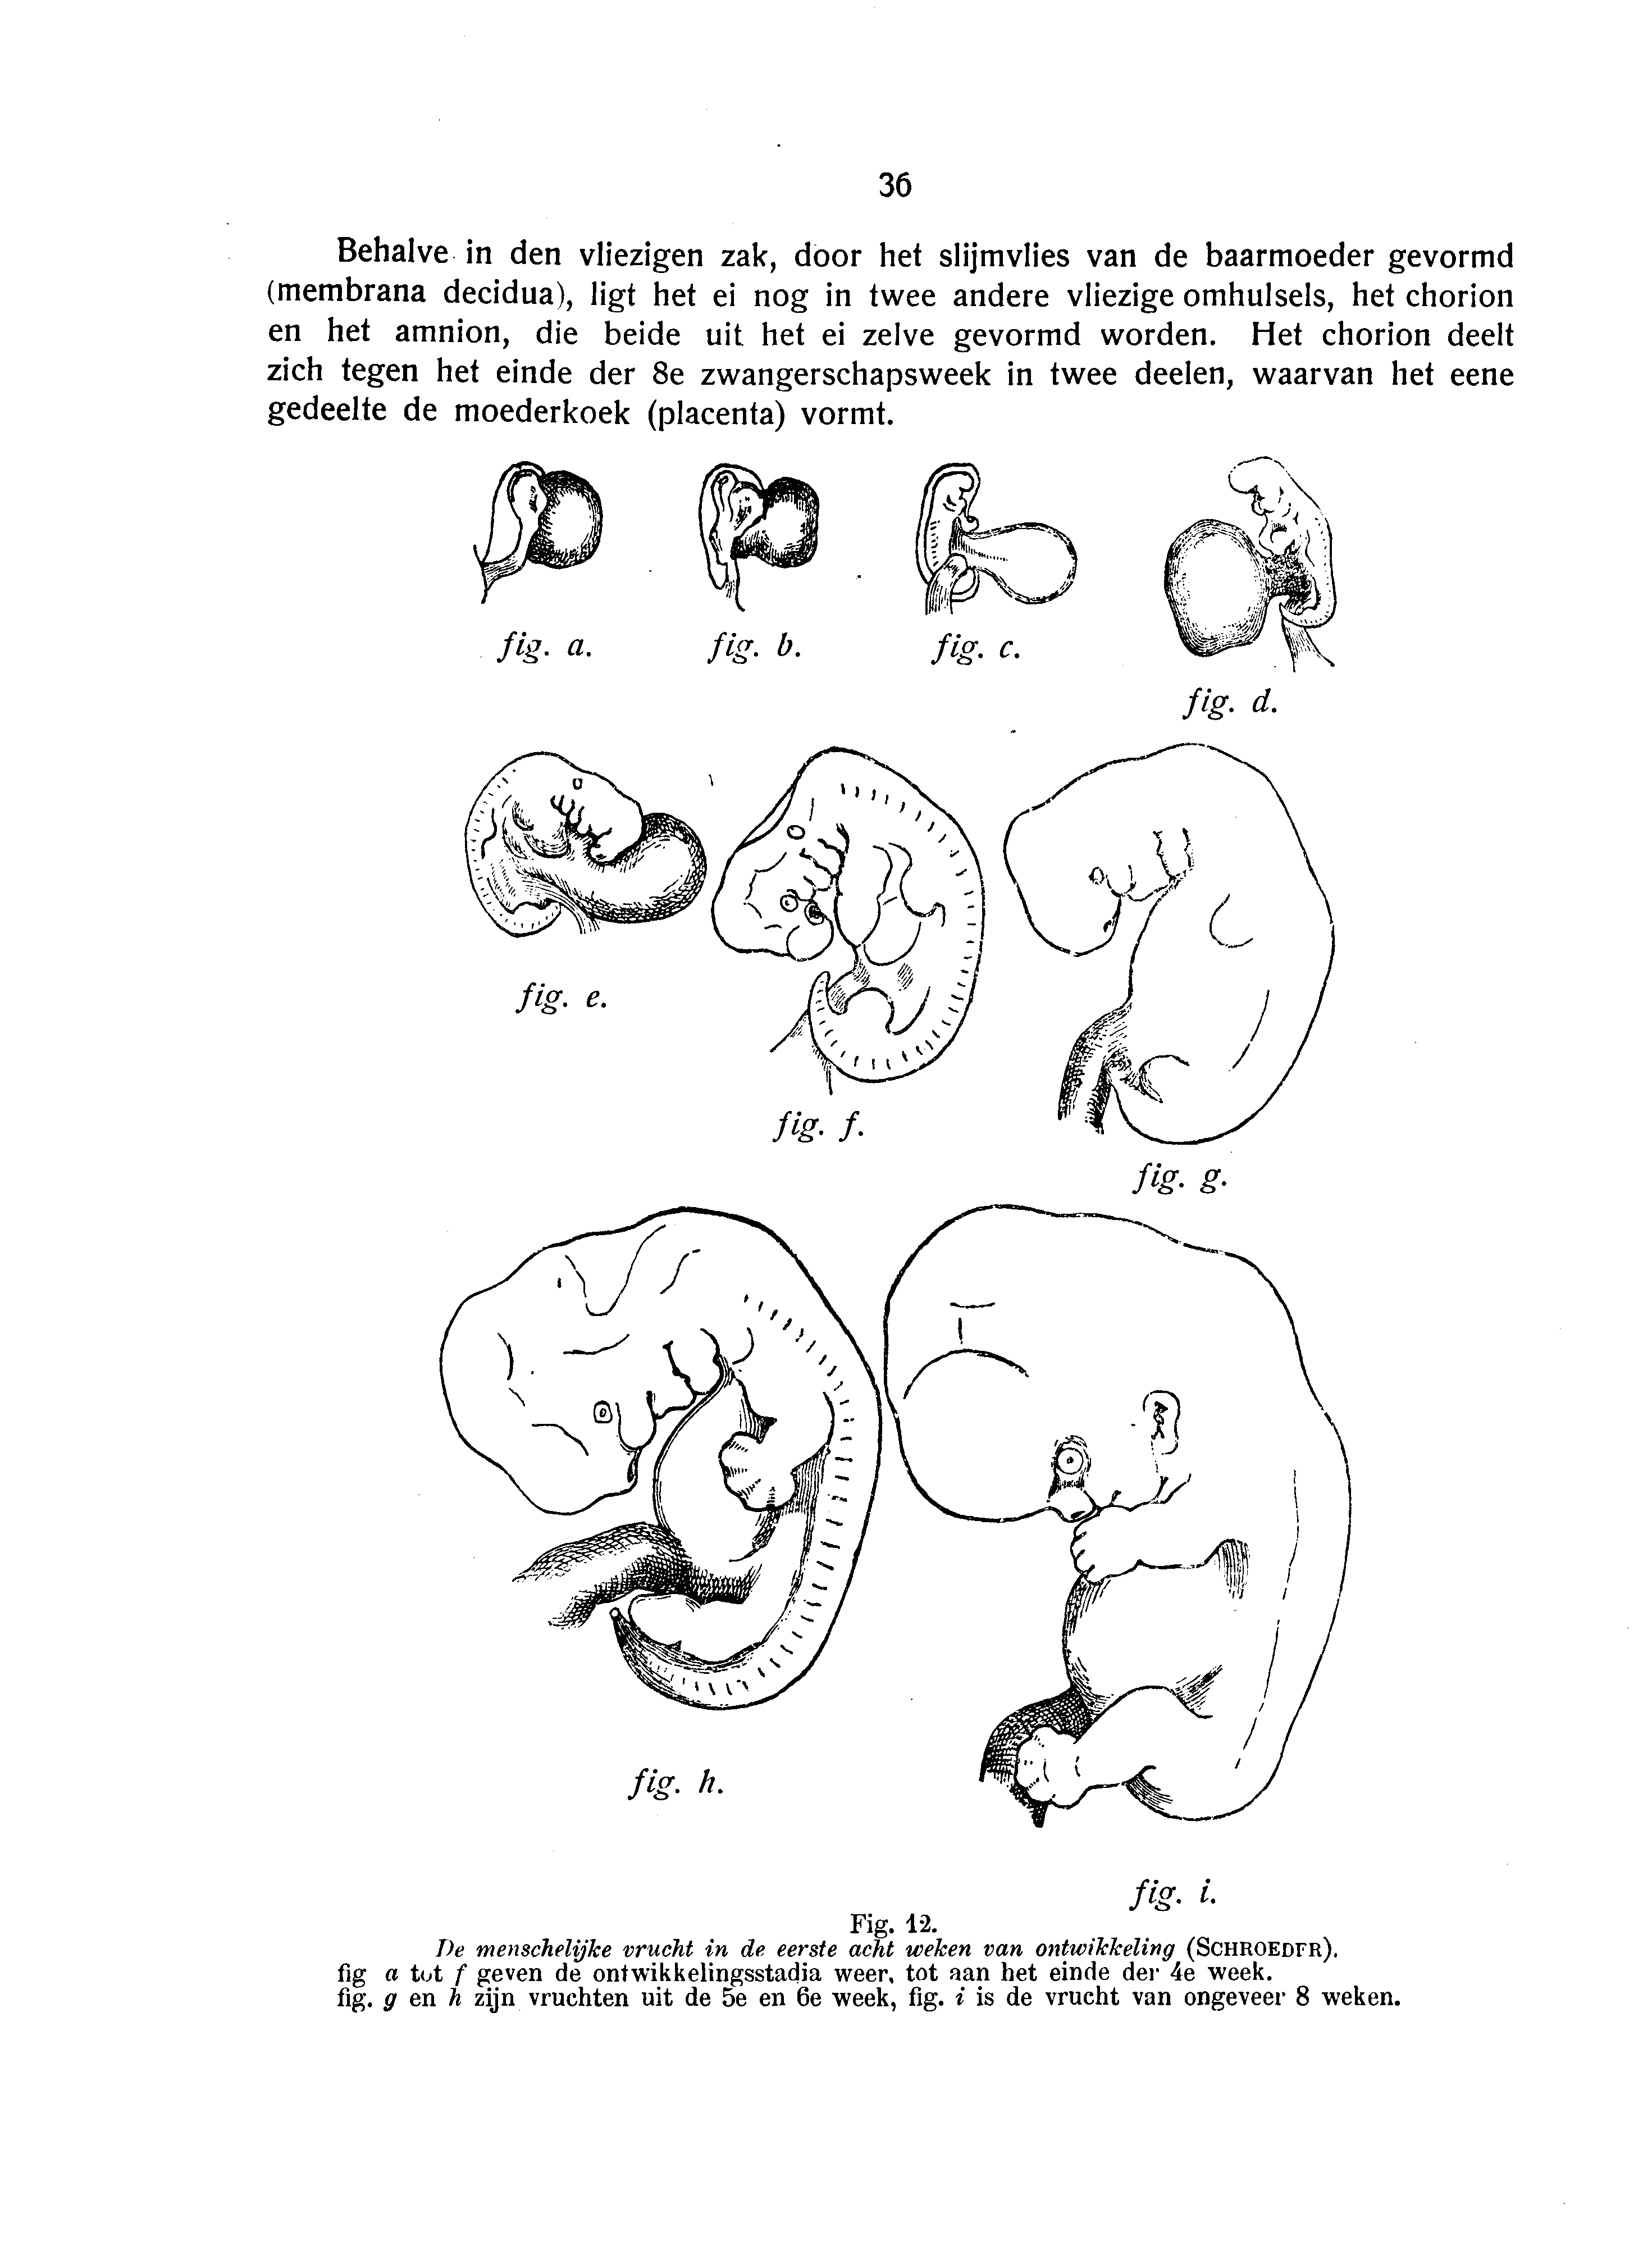 36
Behalve in den vliezigen zak, door het slijmvlies van de baarmoeder gevormd
(membrana decidua), ligt het ei nog in twee andere vliezige omhulsels, het chorion
en het amnion, die beide uit het ei zelve gevormd worden. Het chorion deelt
zich tegen het einde der 8e zwangerschapsweek in twee deelen, waarvan het eene
gedeelte de moederkoek (placenta) vormt.
fig. a.
fig. b.
fig. c.
fig. d.
fig. e.
fig. f.
fig. g.
fig. h.
fig. i.
Fig. 12.
De menschelijke vrucht in de eerste acht weken van ontwikkeling (SCHROEDER).
fig a tot f geven de ontwikkelingsstadia weer, tot aan het einde der 4e week.
fig. g en h zijn vruchten uit de 5e en 6e week, fig. i is de vrucht van ongeveer 8 weken.